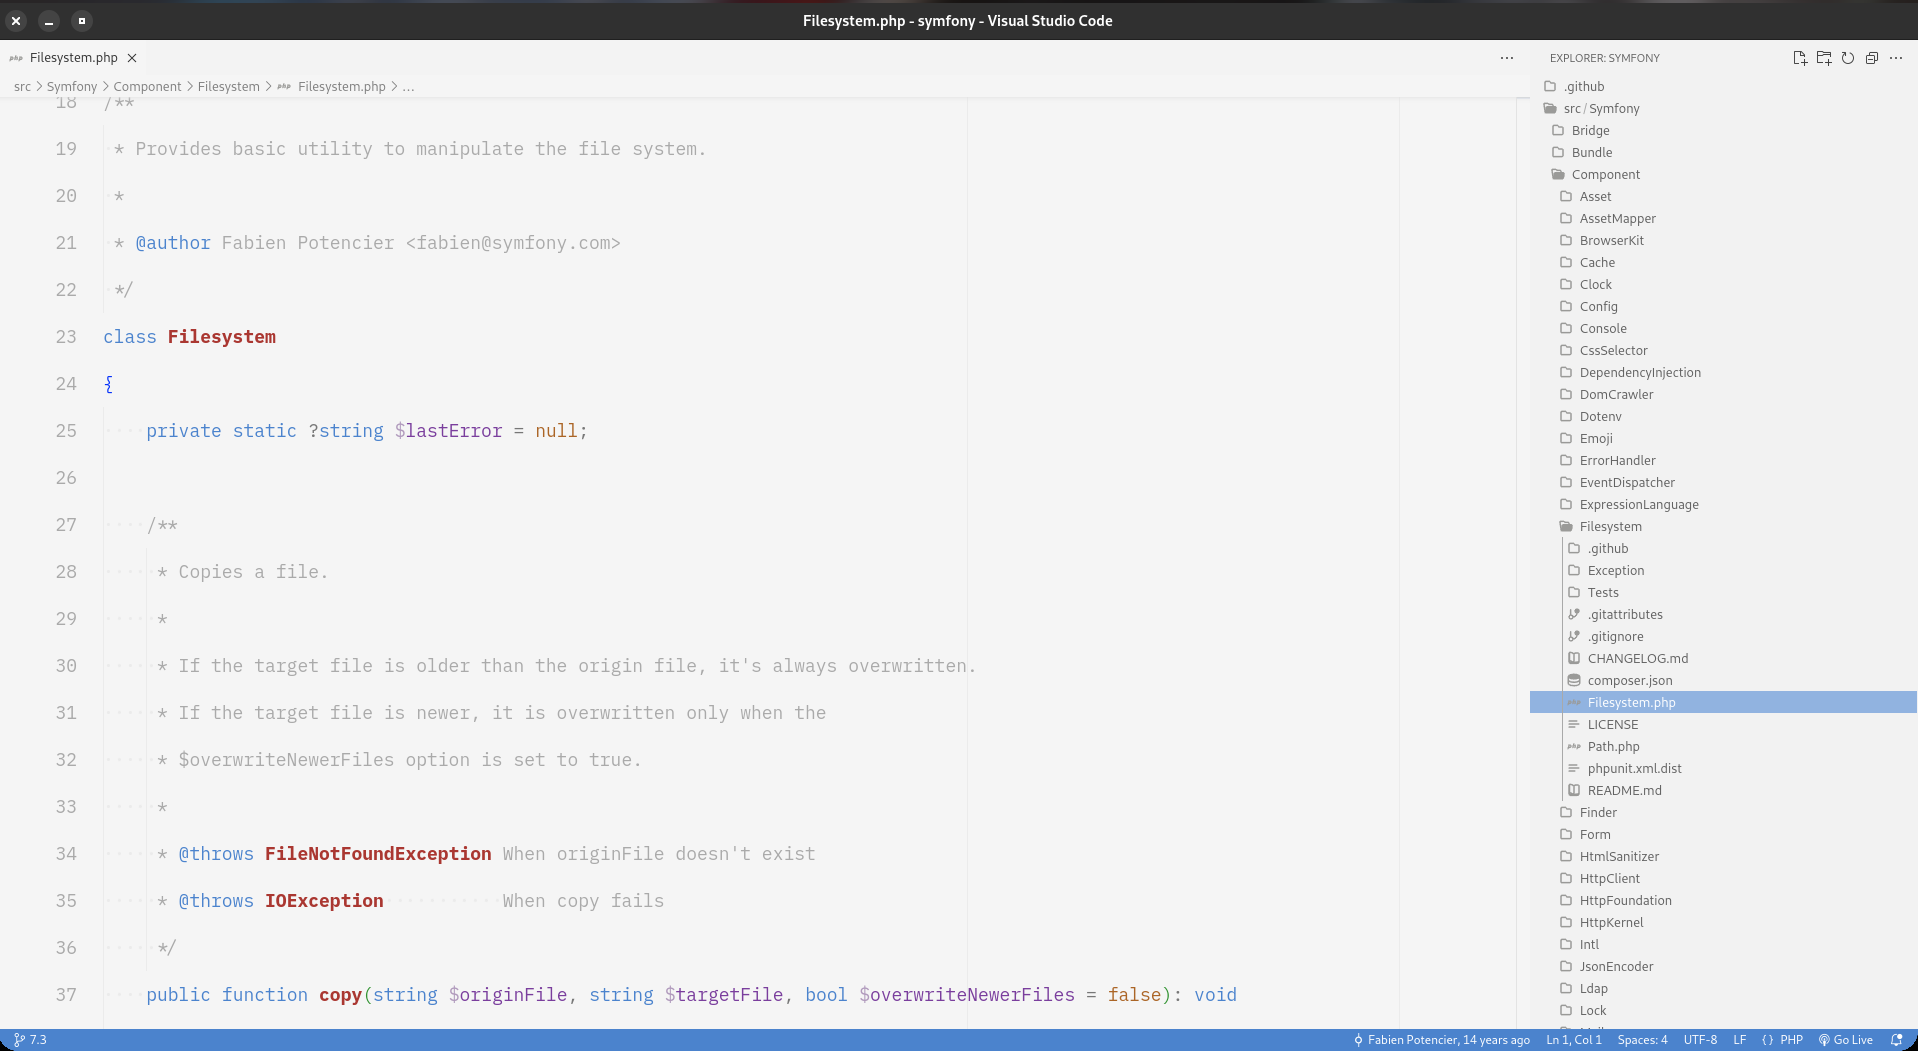 Filesystem.php - symfony - Visual Studio Code
php Filesystem.php
src > Symfony > Component > Filesystem > php Filesystem.php > ...
18 /**
19 * Provides basic utility to manipulate the file system.
20 *
21 * @author Fabien Potencier <fabien@symfony.com>
22 */
23 class Filesystem
24 {
25 private static ?string $lastError = null;
26
27 /**
28 * Copies a file.
29 *
30 * If the target file is older than the origin file, it's always overwritten.
31 * If the target file is newer, it is overwritten only when the
32 * $overwriteNewerFiles option is set to true.
33 *
34 * @throws FileNotFoundException When originFile doesn't exist
35 * @throws IOException When copy fails
36 */
37 public function copy(string $originFile, string $targetFile, bool $overwriteNewerFiles = false): void
EXPLORER: SYMFONY
.github
src / Symfony
Bridge
Bundle
Component
Asset
AssetMapper
BrowserKit
Cache
Clock
Config
Console
CssSelector
DependencyInjection
DomCrawler
Dotenv
Emoji
ErrorHandler
EventDispatcher
ExpressionLanguage
Filesystem
.github
Exception
Tests
.gitattributes
.gitignore
CHANGELOG.md
composer.json
php Filesystem.php
LICENSE
php Path.php
phpunit.xml.dist
README.md
Finder
Form
HtmlSanitizer
HttpClient
HttpFoundation
HttpKernel
Intl
JsonEncoder
Ldap
Lock
7.3
Fabien Potencier, 14 years ago
Ln 1, Col 1
Spaces: 4
UTF-8
LF
{ } PHP
Go Live